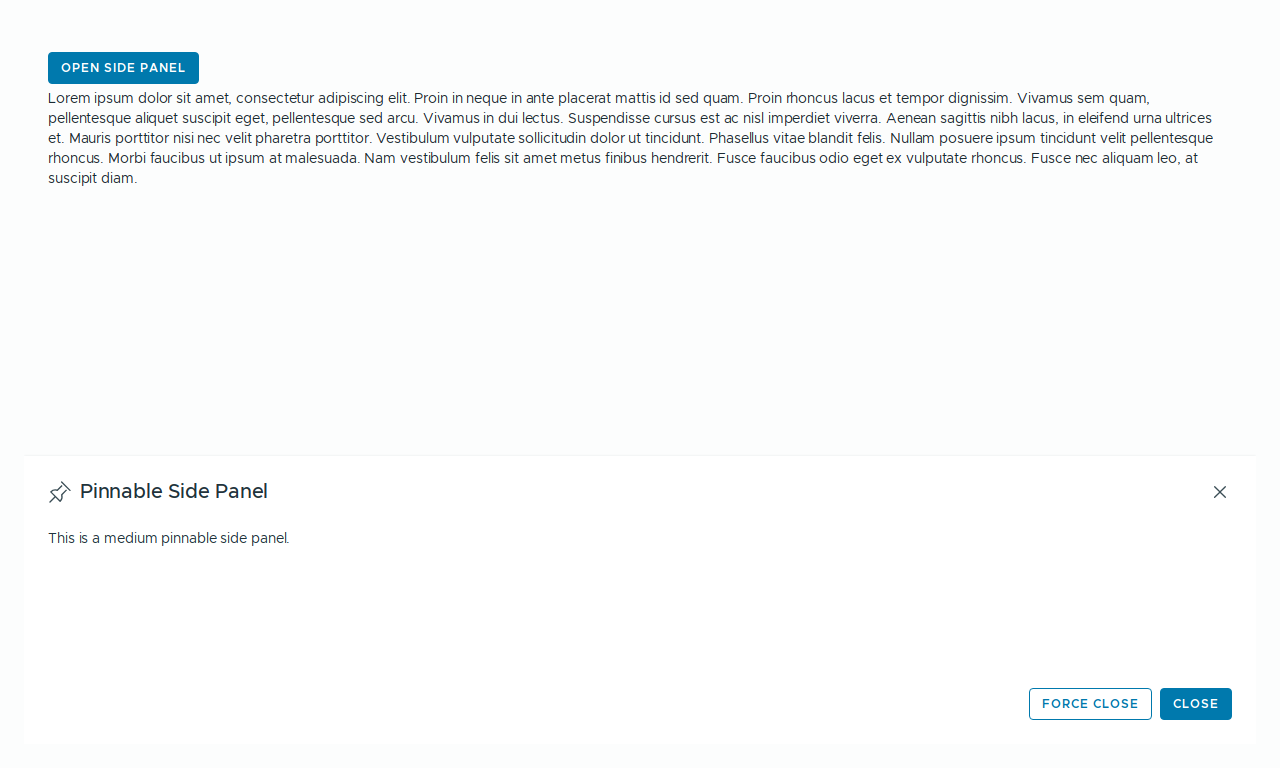 OPEN SIDE PANEL
Lorem ipsum dolor sit amet, consectetur adipiscing elit. Proin in neque in ante placerat mattis id sed quam. Proin rhoncus lacus et tempor dignissim. Vivamus sem quam,
pellentesque aliquet suscipit eget, pellentesque sed arcu. Vivamus in dui lectus. Suspendisse cursus est ac nisl imperdiet viverra. Aenean sagittis nibh lacus, in eleifend urna ultrices
et. Mauris porttitor nisi nec velit pharetra porttitor. Vestibulum vulputate sollicitudin dolor ut tincidunt. Phasellus vitae blandit felis. Nullam posuere ipsum tincidunt velit pellentesque
rhoncus. Morbi faucibus ut ipsum at malesuada. Nam vestibulum felis sit amet metus finibus hendrerit. Fusce faucibus odio eget ex vulputate rhoncus. Fusce nec aliquam leo, at
suscipit diam.
Pinnable Side Panel
This is a medium pinnable side panel.
FORCE CLOSE
CLOSE